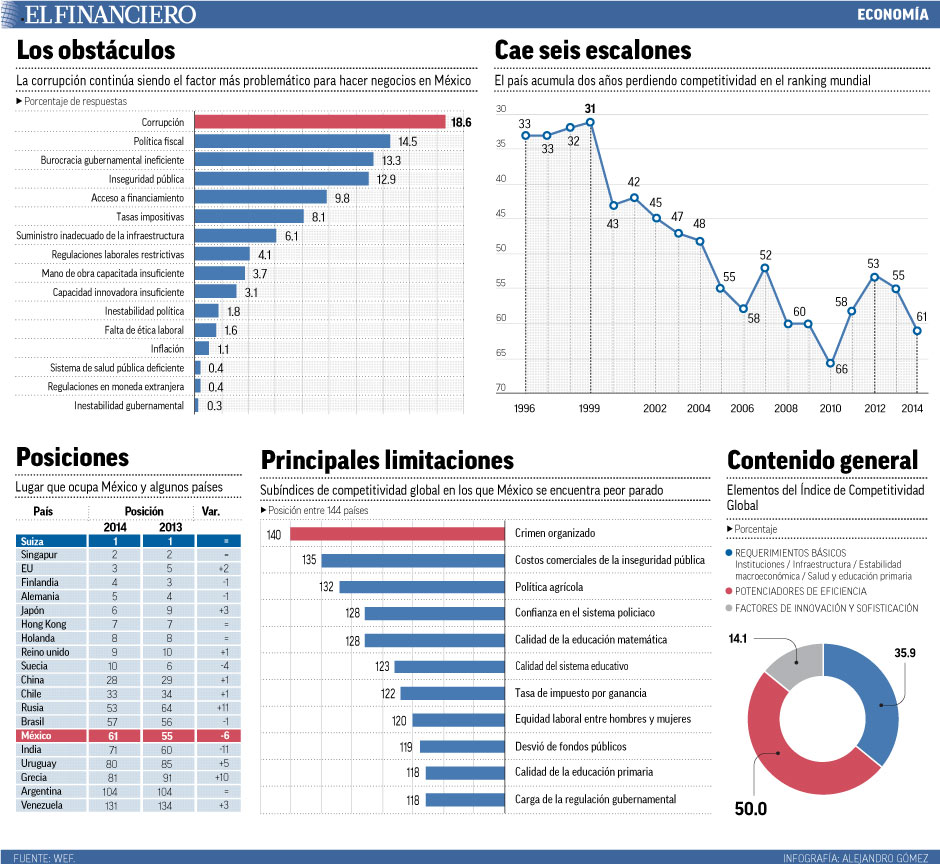 EL FINANCIERO
ECONOMÍA
Los obstáculos
La corrupción continúa siendo el factor más problemático para hacer negocios en México
Porcentaje de respuestas
Corrupción 18.6
Política fiscal 14.5
Burocracia gubernamental ineficiente 13.3
Inseguridad pública 12.9
Acceso a financiamiento 9.8
Tasas impositivas 8.1
Suministro inadecuado de la infraestructura 6.1
Regulaciones laborales restrictivas 4.1
Mano de obra capacitada insuficiente 3.7
Capacidad innovadora insuficiente 3.1
Inestabilidad política 1.8
Falta de ética laboral 1.6
Inflación 1.1
Sistema de salud pública deficiente 0.4
Regulaciones en moneda extranjera 0.4
Inestabilidad gubernamental 0.3
Cae seis escalones
El país acumula dos años perdiendo competitividad en el ranking mundial
30
35
40
45
50
55
60
65
70
33
33
32
31
43
42
45
47
48
55
58
52
60
66
58
53
55
61
1996 1999 2002 2004 2006 2008 2010 2012 2014
Posiciones
Lugar que ocupa México y algunos países
País Posición Var.
2014 2013
Suiza 1 1 =
Singapur 2 2 =
EU 3 5 +2
Finlandia 4 3 -1
Alemania 5 4 -1
Japón 6 9 +3
Hong Kong 7 7 =
Holanda 8 8 =
Reino unido 9 10 +1
Suecia 10 6 -4
China 28 29 +1
Chile 33 34 +1
Rusia 53 64 +11
Brasil 57 56 -1
México 61 55 -6
India 71 60 -11
Uruguay 80 85 +5
Grecia 81 91 +10
Argentina 104 104 =
Venezuela 131 134 +3
Principales limitaciones
Subíndices de competitividad global en los que México se encuentra peor parado
Posición entre 144 países
140 Crimen organizado
135 Costos comerciales de la inseguridad pública
132 Política agrícola
128 Confianza en el sistema policiaco
128 Calidad de la educación matemática
123 Calidad del sistema educativo
122 Tasa de impuesto por ganancia
120 Equidad laboral entre hombres y mujeres
119 Desvió de fondos públicos
118 Calidad de la educación primaria
118 Carga de la regulación gubernamental
Contenido general
Elementos del Índice de Competividad
Global
Porcentaje
REQUERIMIENTOS BÁSICOS
Instituciones / Infraestructura / Estabilidad
macroeconómica / Salud y educación primaria
POTENCIADORES DE EFICIENCIA
FACTORES DE INNOVACIÓN Y SOFISTICACIÓN
14.1
35.9
50.0
FUENTE: WEF.
INFOGRAFÍA: ALEJANDRO GÓMEZ